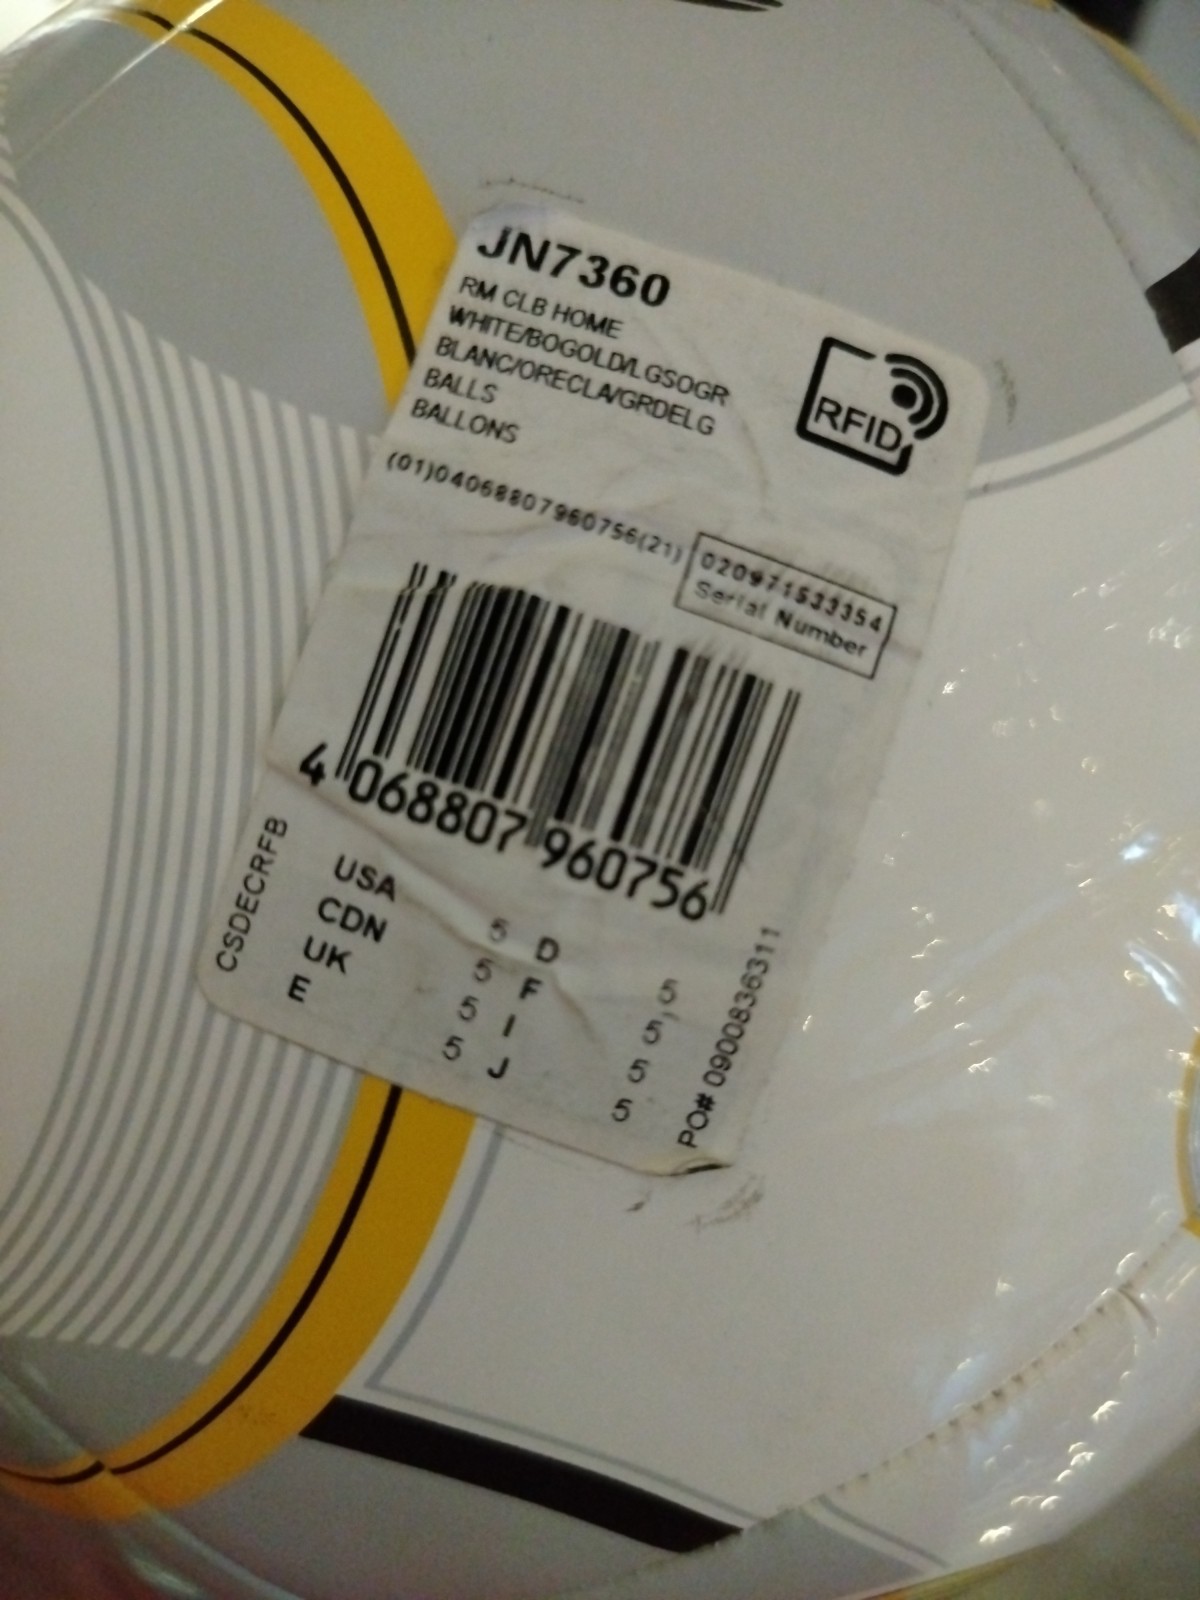 JN7360
RM CLB HOME
WHITE/BOGOLD/LGSOGR
BLANC/ORECLA/GRDELG
BALLS
BALLONS
RFID
(01)04068807960756(21)
020971533354
Serial Number
4 068807 960756
CSDECRFB
USA 5 D 5
CDN 5 F 5
UK 5 I 5
E 5 J 5
PO# 0900836311